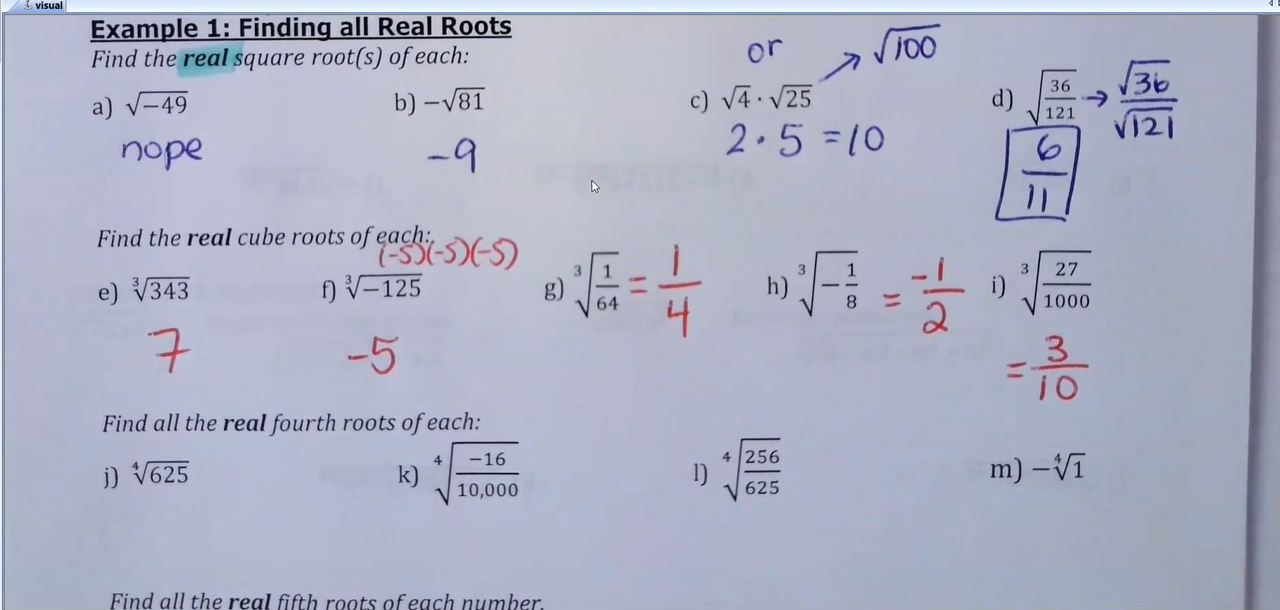 visual
Example 1: Finding all Real Roots
Find the real square root(s) of each:
or → √100
a) √−49 b) −√81 c) √4 · √25 d) √(36/121) → √36/√121
nope −9 2 · 5 = 10 6/11
Find the real cube roots of each:
(-5)(-5)(-5)
e) ∛343 f) ∛−125 g) ∛(1/64) = 1/4 h) ∛(−1/8) = -1/2 i) ∛(27/1000)
7 -5 = 3/10
Find all the real fourth roots of each:
j) ∜625 k) ∜(−16/10,000) l) ∜(256/625) m) −∜1
Find all the real fifth roots of each number.